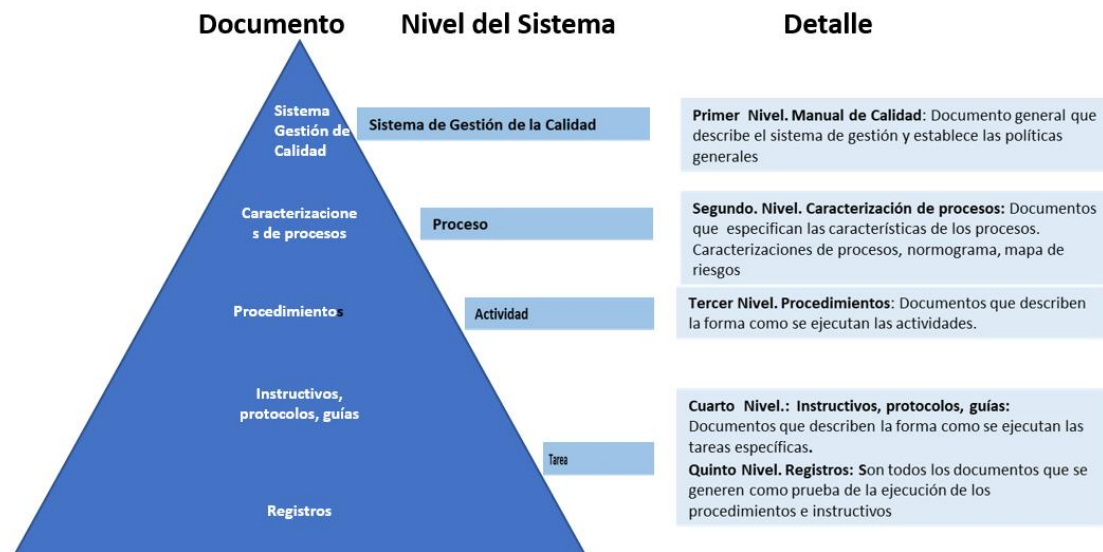 Documento Nivel del Sistema Detalle
Sistema
Gestión de
Calidad
Sistema de Gestión de la Calidad
Primer Nivel. Manual de Calidad: Documento general que
describe el sistema de gestión y establece las políticas
generales
Caracterizacione
s de procesos
Proceso
Segundo. Nivel. Caracterización de procesos: Documentos
que especifican las características de los procesos.
Caracterizaciones de procesos, normograma, mapa de
riesgos
Procedimientos
Actividad
Tercer Nivel. Procedimientos: Documentos que describen
la forma como se ejecutan las actividades.
Instructivos,
protocolos, guías
Tarea
Cuarto Nivel.: Instructivos, protocolos, guías:
Documentos que describen la forma como se ejecutan las
tareas específicas.
Quinto Nivel. Registros: Son todos los documentos que se
generen como prueba de la ejecución de los
procedimientos e instructivos
Registros